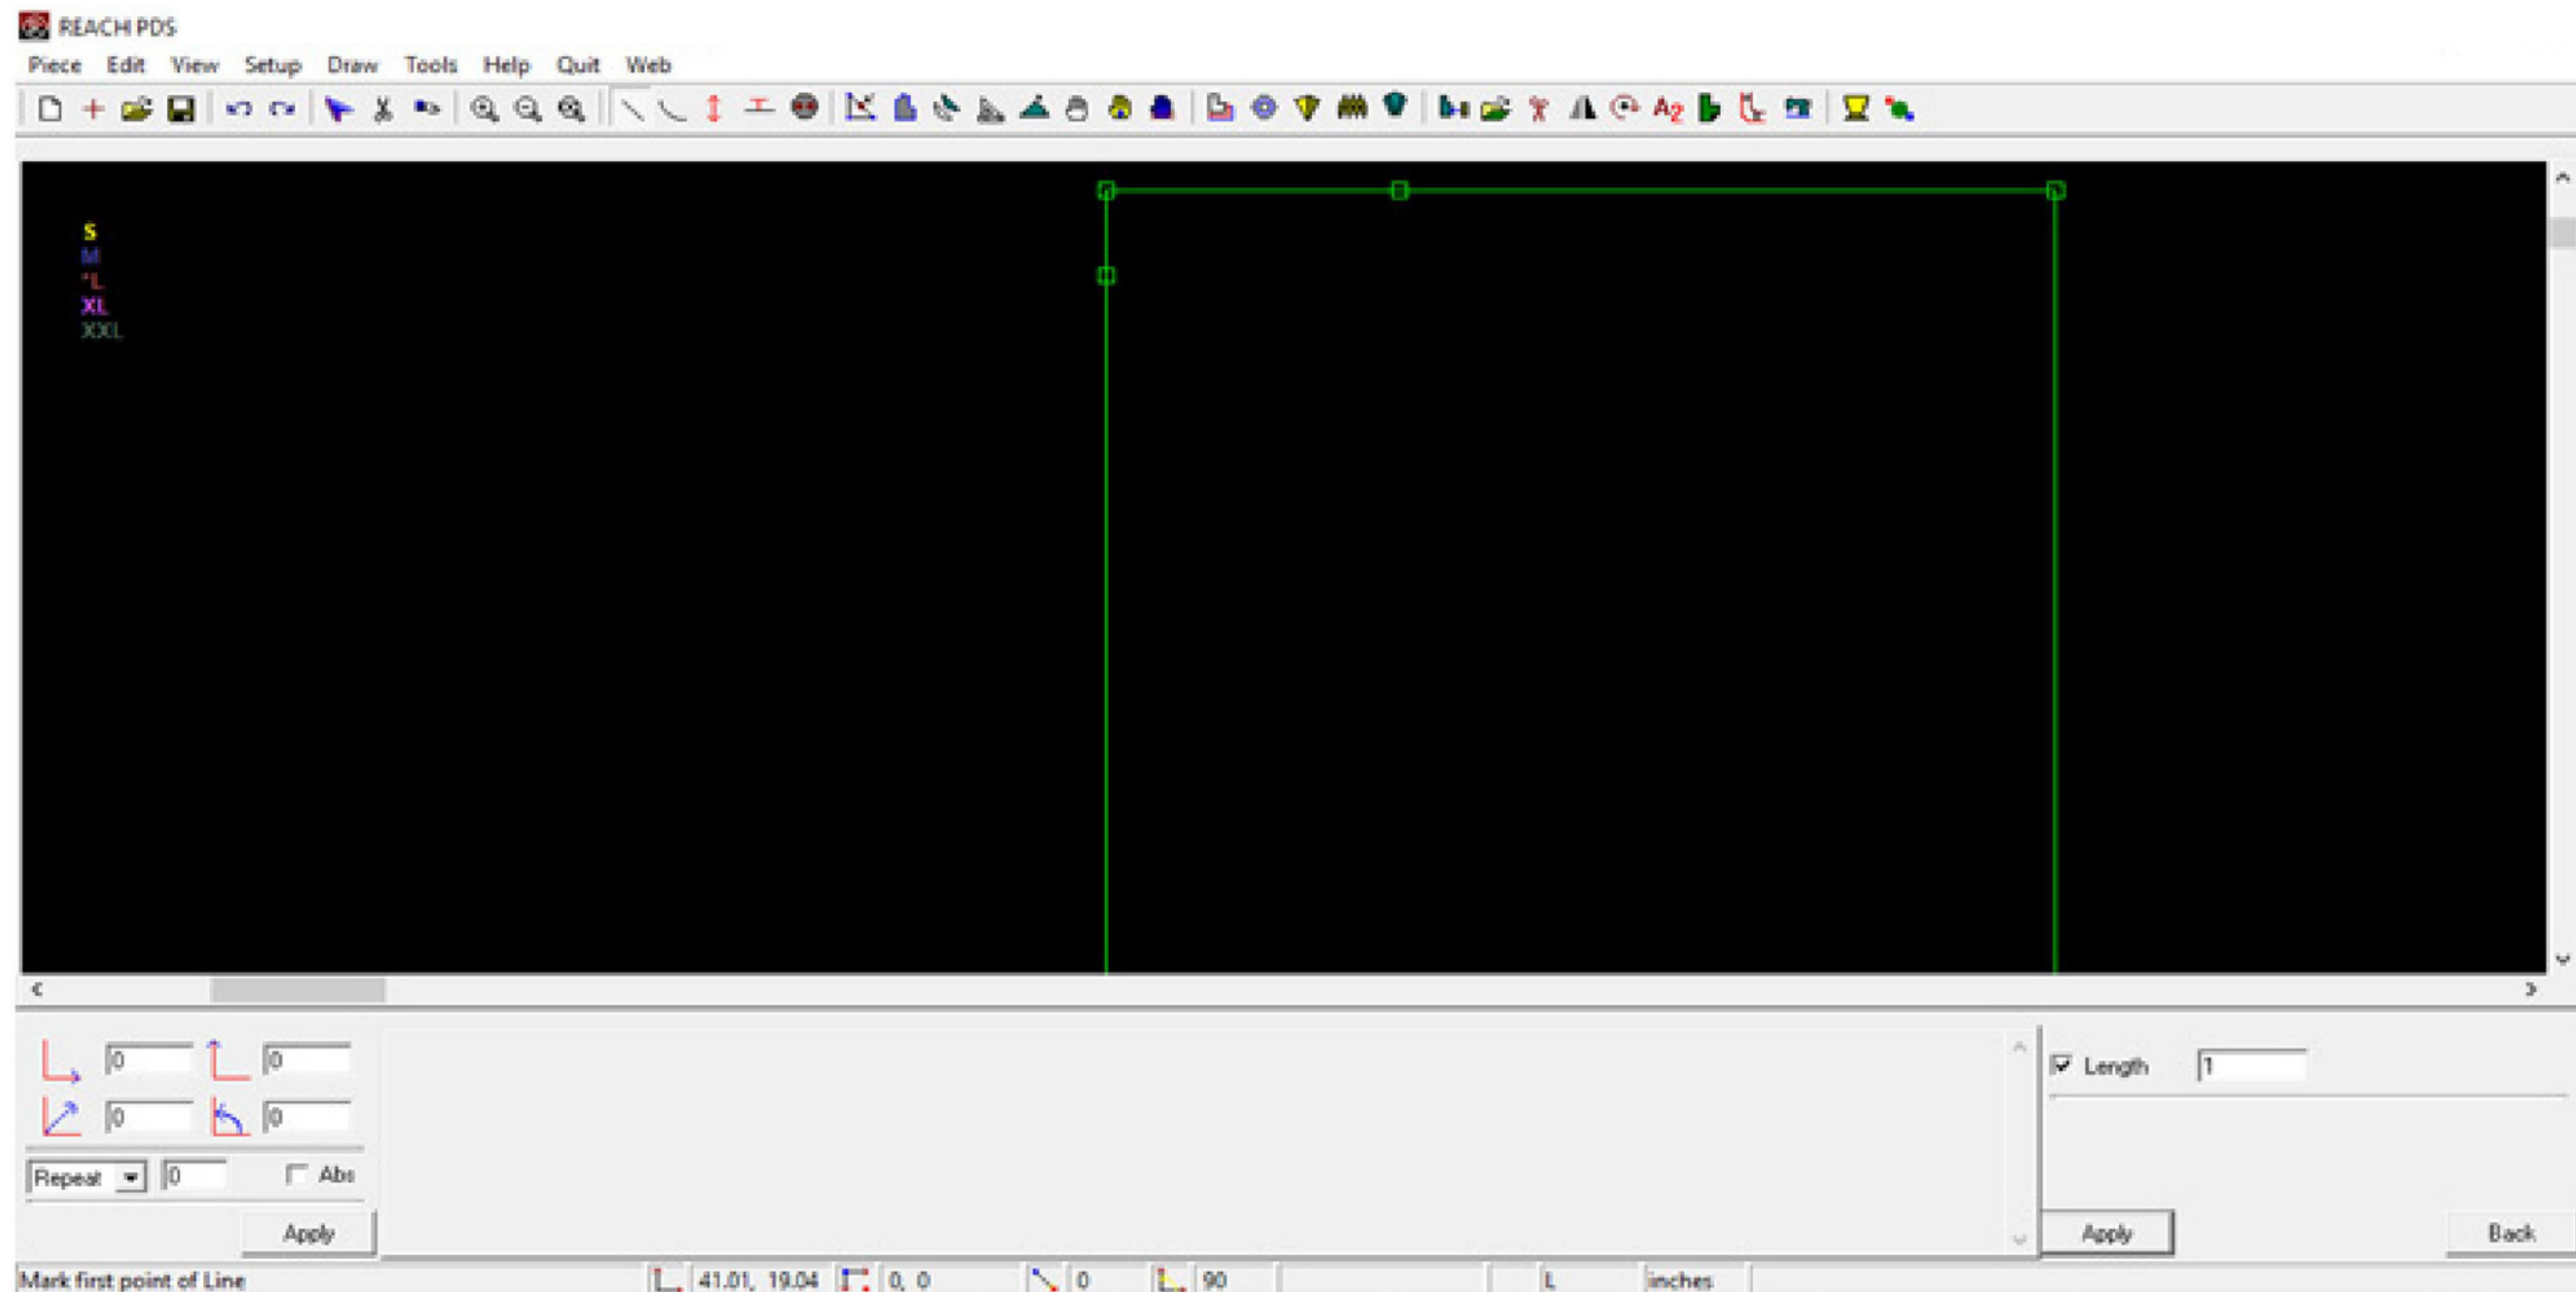 REACH PDS
Piece Edit View Setup Draw Tools Help Quit Web
A2
S
M
*L
XL
XXL
0 0
0 0
Repeat 0 Abs
Apply
Length 1
Apply Back
Mark first point of Line 41.01, 19.04 0, 0 0 90 L inches